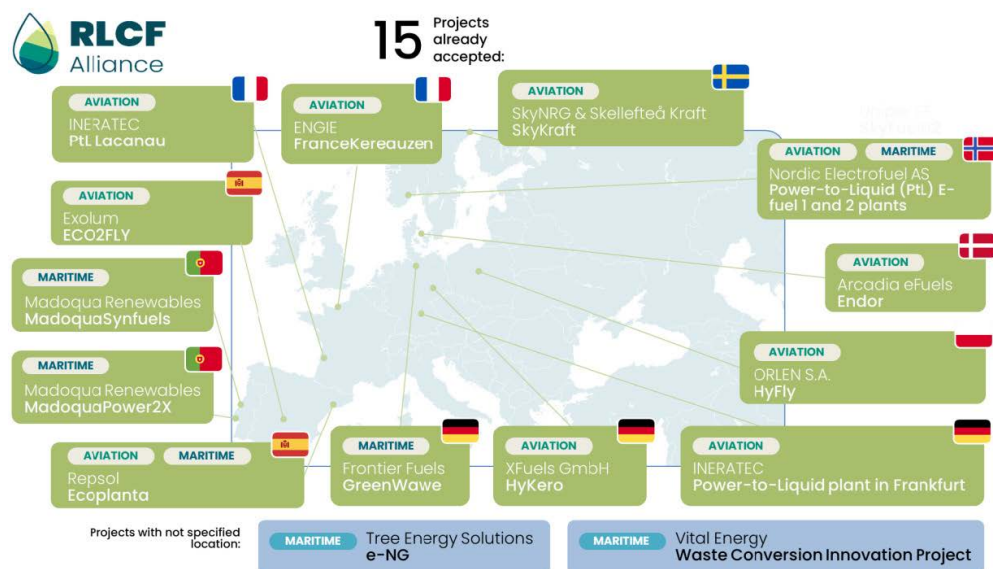 RLCF
Alliance
15
Projects
already
accepted:
AVIATION
INERATEC
PtL Lacanau
AVIATION
ENGIE
FranceKereauzen
AVIATION
SkyNRG & Skellefteå Kraft
SkyKraft
AVIATION MARITIME
Nordic Electrofuel AS
Power-to-Liquid (PtL) E-
fuel 1 and 2 plants
AVIATION
Exolum
ECO2FLY
MARITIME
Madoqua Renewables
MadoquaSynfuels
AVIATION
Arcadia eFuels
Endor
MARITIME
Madoqua Renewables
MadoquaPower2X
AVIATION
ORLEN S.A.
HyFly
AVIATION MARITIME
Repsol
Ecoplanta
MARITIME
Frontier Fuels
GreenWawe
AVIATION
XFuels GmbH
HyKero
AVIATION
INERATEC
Power-to-Liquid plant in Frankfurt
Projects with not specified
location:
MARITIME
Tree Energy Solutions
e-NG
MARITIME
Vital Energy
Waste Conversion Innovation Project